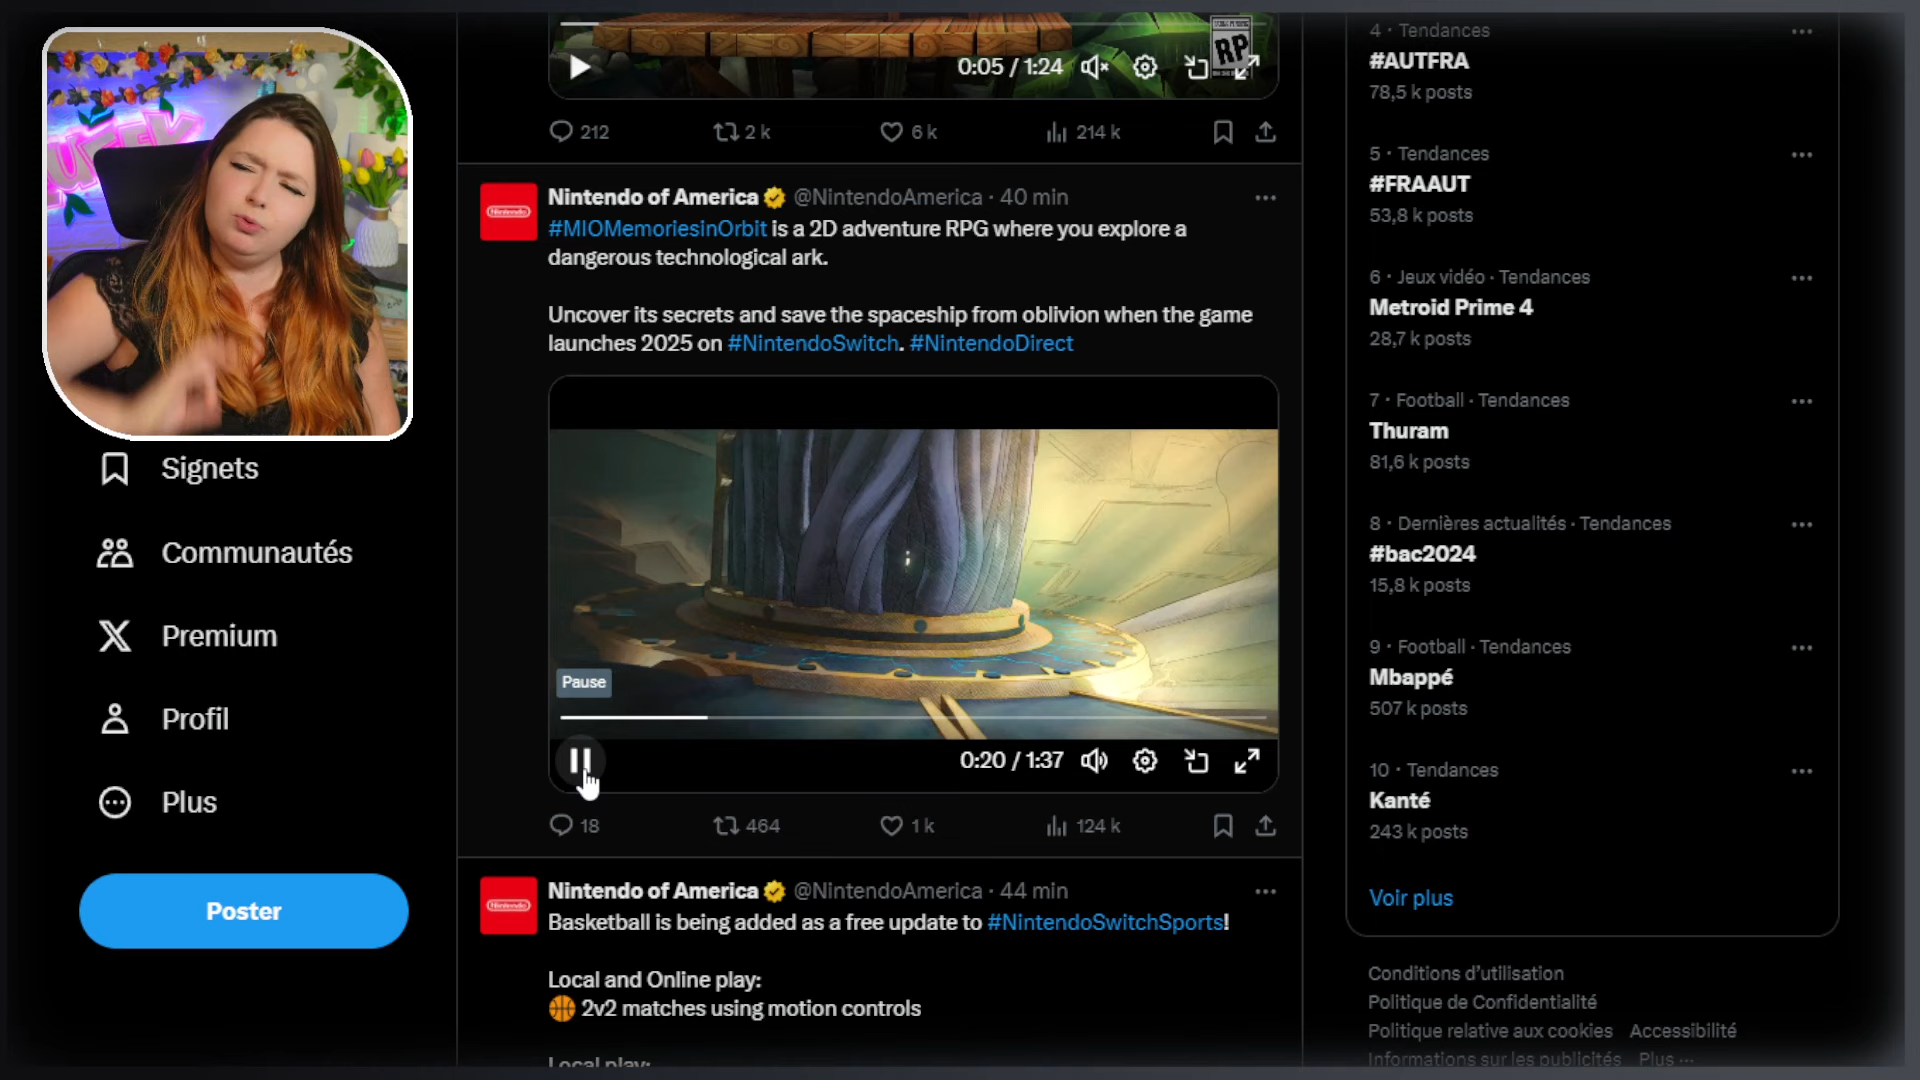 RP
0:05 / 1:24
212
2 k
6 k
214 k
Nintendo
Nintendo of America @NintendoAmerica · 40 min
#MIOMemoriesinOrbit is a 2D adventure RPG where you explore a
dangerous technological ark.
Uncover its secrets and save the spaceship from oblivion when the game
launches 2025 on #NintendoSwitch. #NintendoDirect
Pause
0:20 / 1:37
18
464
1 k
124 k
Nintendo
Nintendo of America @NintendoAmerica · 44 min
Basketball is being added as a free update to #NintendoSwitchSports!
Local and Online play:
2v2 matches using motion controls
Local play:
Signets
Communautés
Premium
Profil
Plus
Poster
4 · Tendances
#AUTFRA
78,5 k posts
5 · Tendances
#FRAAUT
53,8 k posts
6 · Jeux vidéo · Tendances
Metroid Prime 4
28,7 k posts
7 · Football · Tendances
Thuram
81,6 k posts
8 · Dernières actualités · Tendances
#bac2024
15,8 k posts
9 · Football · Tendances
Mbappé
507 k posts
10 · Tendances
Kanté
243 k posts
Voir plus
Conditions d'utilisation
Politique de Confidentialité
Politique relative aux cookies Accessibilité
Informations sur les publicités Plus ···